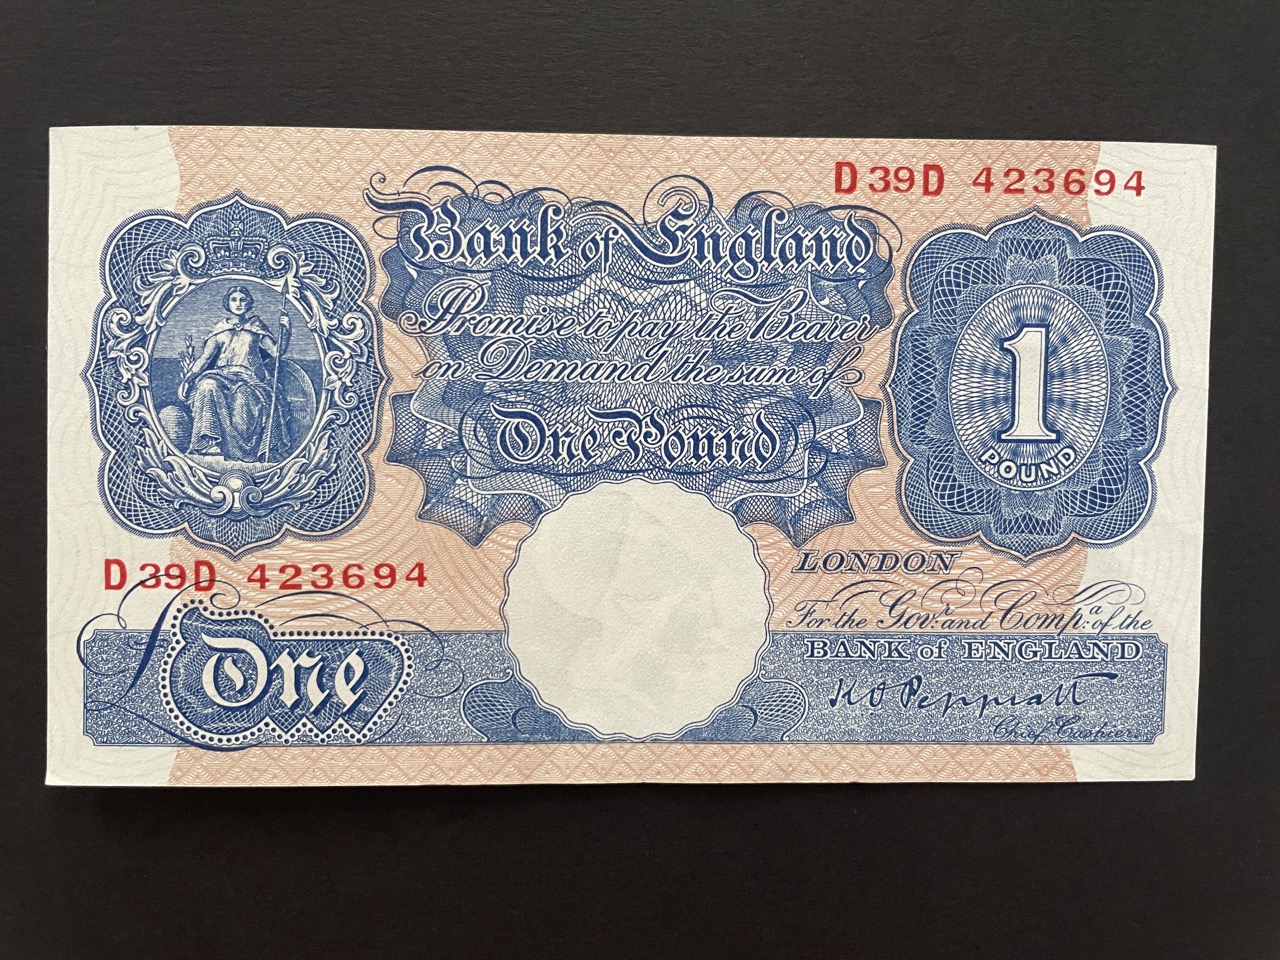 D39D 423694
Bank of England
Promise to pay the Bearer
on Demand the sum of
One Pound
1
POUND
D39D 423694
LONDON
For the Govr. and Compa. of the
BANK of ENGLAND
£ One
K O Peppiatt
Chief Cashier.